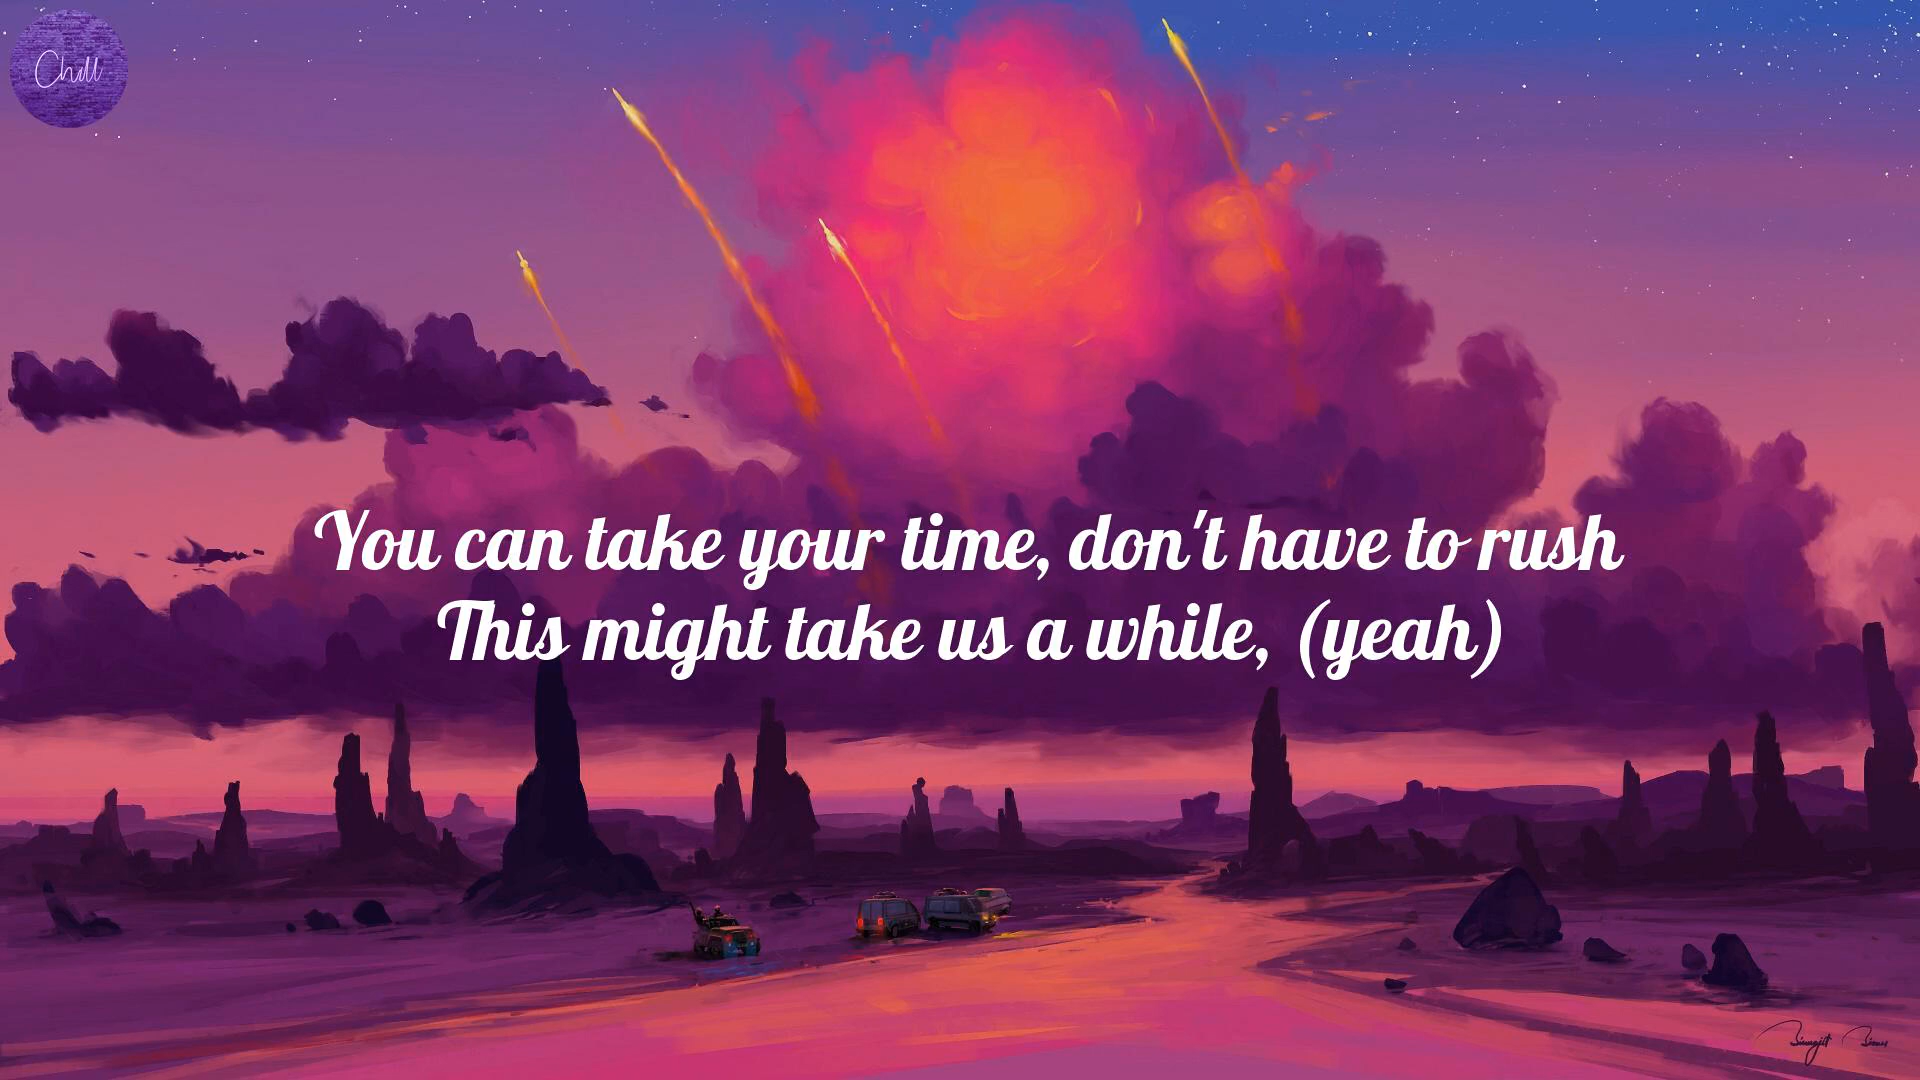 Chill
You can take your time, don't have to rush
This might take us a while, (yeah)